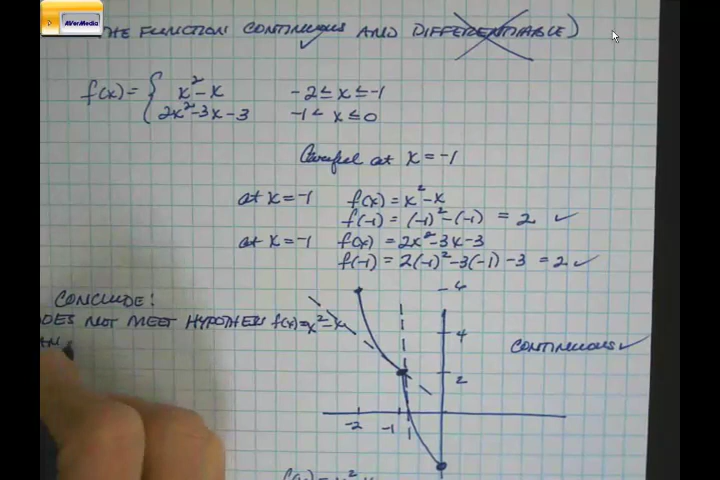 AVerMedia
THE FUNCTION CONTINUOUS AND DIFFERENTIABLE)
f(x) = { x² - x   -2 ≤ x ≤ -1
2x² - 3x - 3   -1 < x ≤ 0
Careful at x = -1
at x = -1   f(x) = x² - x
f(-1) = (-1)² - (-1) = 2 ✓
at x = -1   f(x) = 2x² - 3x - 3
f(-1) = 2(-1)² - 3(-1) - 3 = 2 ✓
CONCLUDE:
DOES NOT MEET HYPOTHESIS f(x) = x² - x
CONTINUOUS ✓
6
4
2
-2 -1